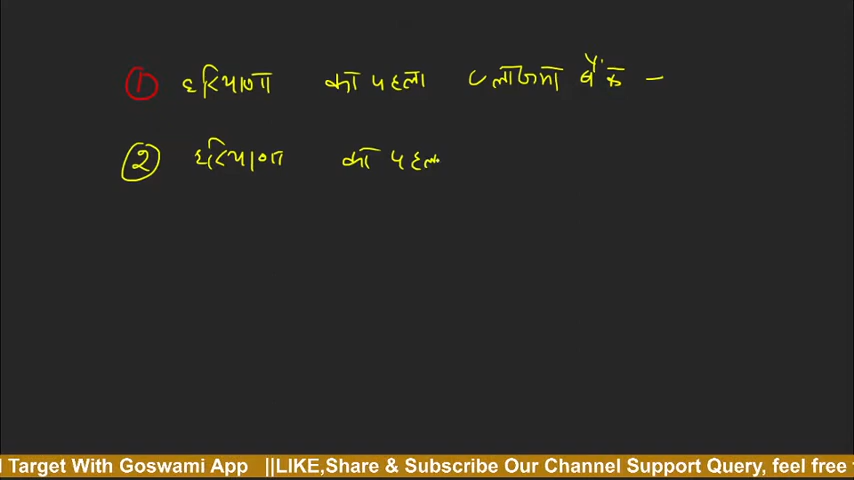 ① हरियाणा का पहला प्लाज्मा बैंक –
② हरियाणा का पहल
l Target With Goswami App ||LIKE,Share & Subscribe Our Channel Support Query, feel free